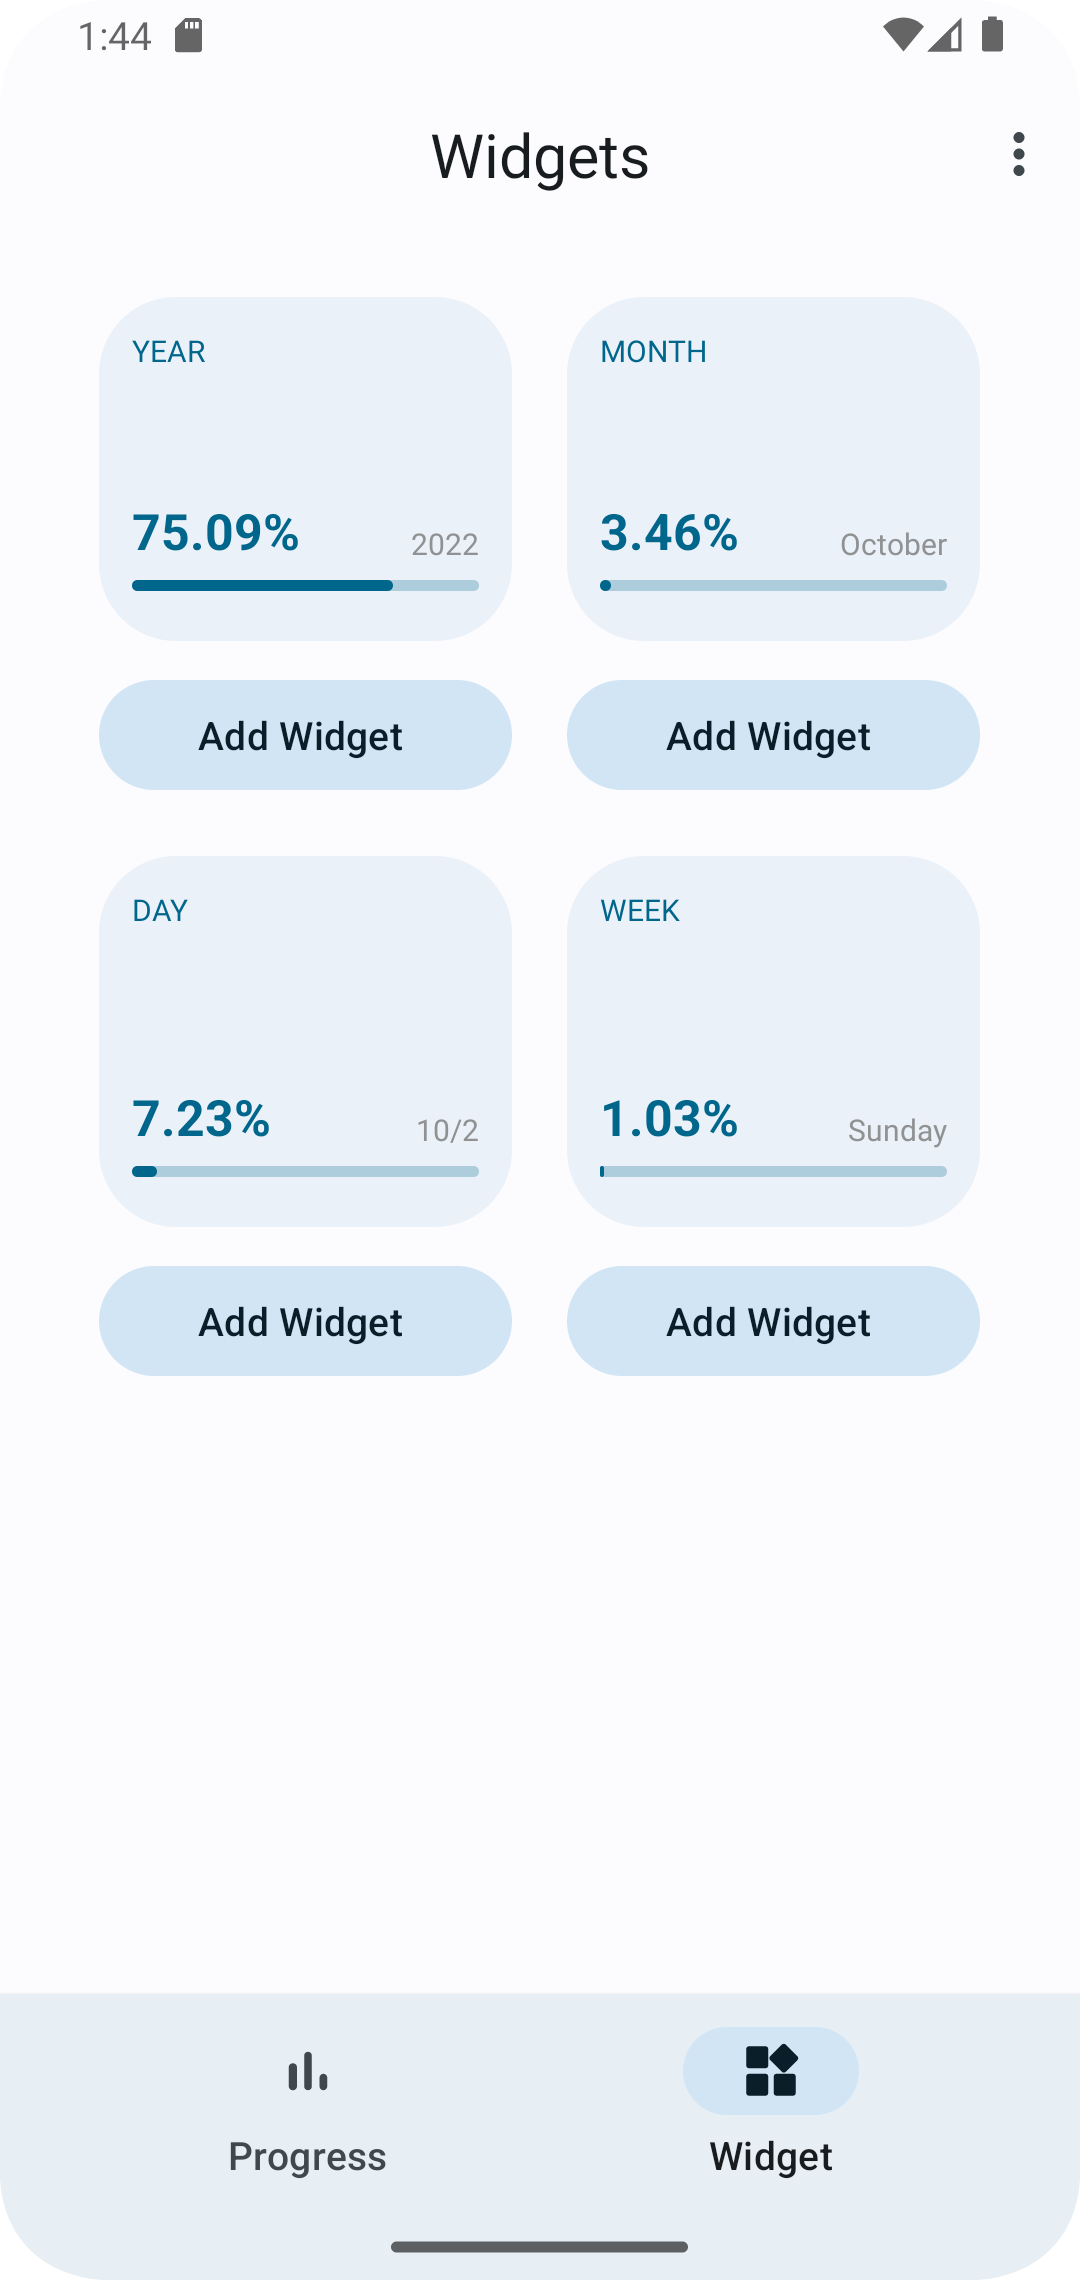 1:44
Widgets
YEAR
75.09% 2022
Add Widget
MONTH
3.46% October
Add Widget
DAY
7.23% 10/2
Add Widget
WEEK
1.03% Sunday
Add Widget
Progress
Widget